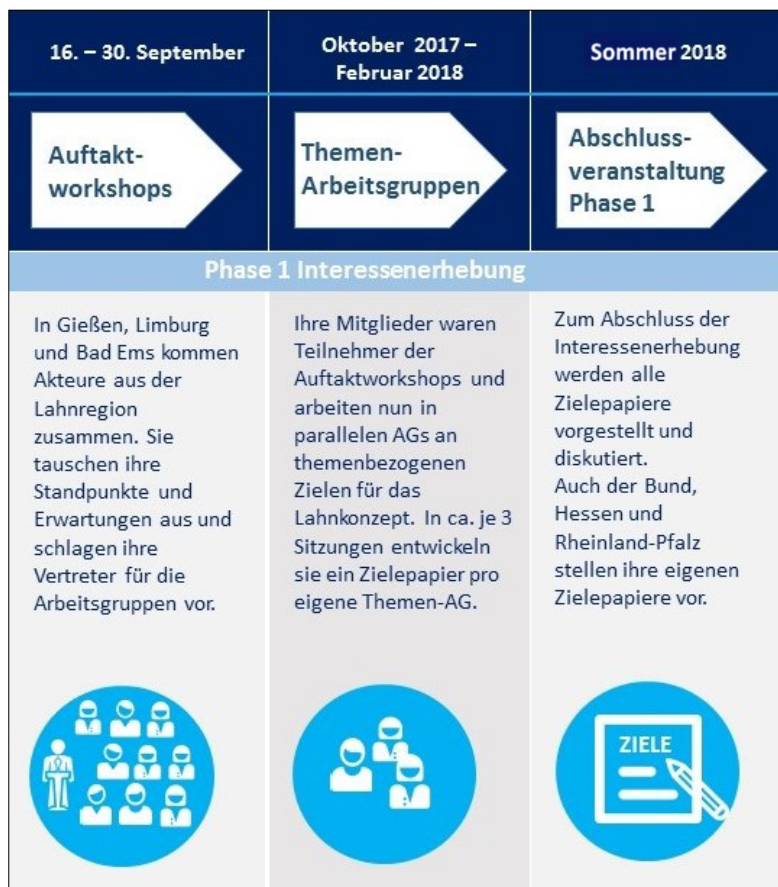 16. – 30. September
Oktober 2017 –
Februar 2018
Sommer 2018
Auftakt-
workshops
Themen-
Arbeitsgruppen
Abschluss-
veranstaltung
Phase 1
Phase 1 Interessenerhebung
In Gießen, Limburg
und Bad Ems kommen
Akteure aus der
Lahnregion
zusammen. Sie
tauschen ihre
Standpunkte und
Erwartungen aus und
schlagen ihre
Vertreter für die
Arbeitsgruppen vor.
Ihre Mitglieder waren
Teilnehmer der
Auftaktworkshops und
arbeiten nun in
parallelen AGs an
themenbezogenen
Zielen für das
Lahnkonzept. In ca. je 3
Sitzungen entwickeln
sie ein Zielepapier pro
eigene Themen-AG.
Zum Abschluss der
Interessenerhebung
werden alle
Zielepapiere
vorgestellt und
diskutiert.
Auch der Bund,
Hessen und
Rheinland-Pfalz
stellen ihre eigenen
Zielepapiere vor.
ZIELE